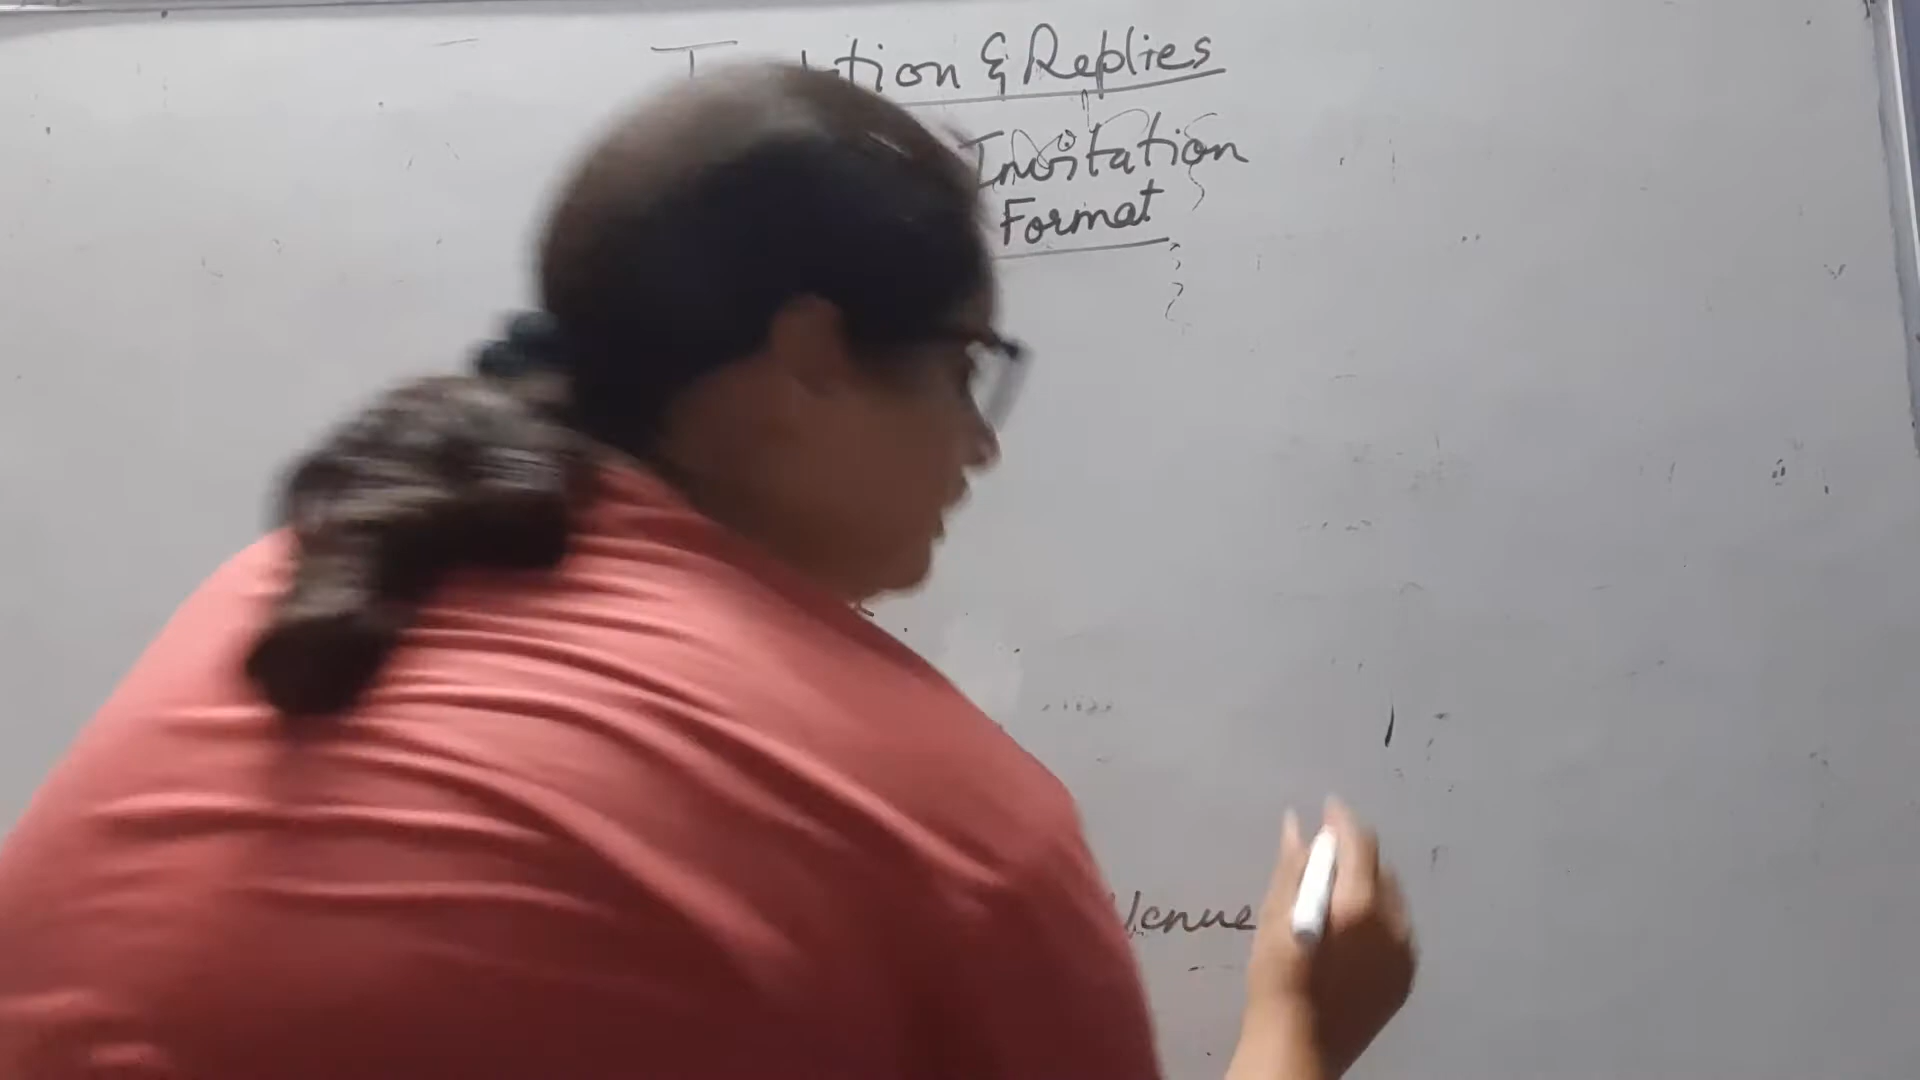 tion & Replies
Invitation
Format
Venue